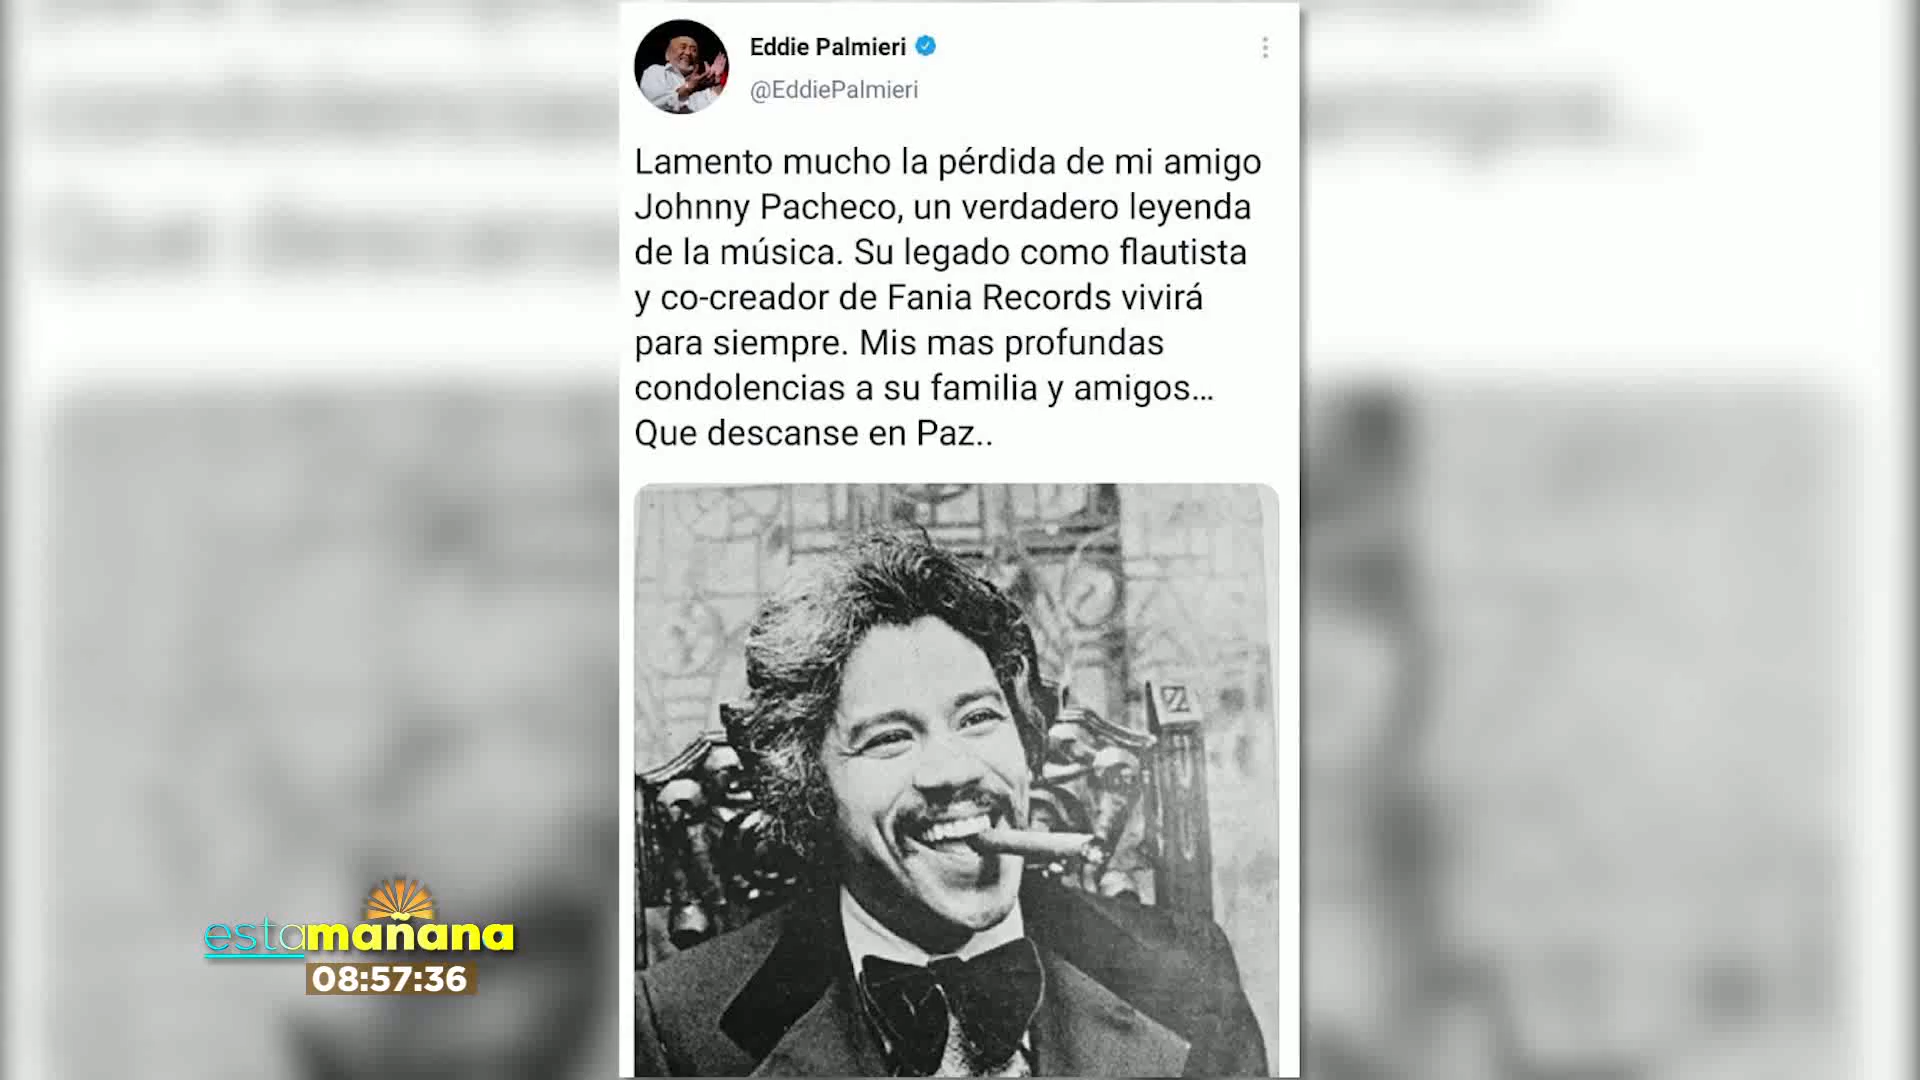 Eddie Palmieri
@EddiePalmieri
Lamento mucho la pérdida de mi amigo
Johnny Pacheco, un verdadero leyenda
de la música. Su legado como flautista
y co-creador de Fania Records vivirá
para siempre. Mis mas profundas
condolencias a su familia y amigos...
Que descanse en Paz..
estamañana
08:57:36